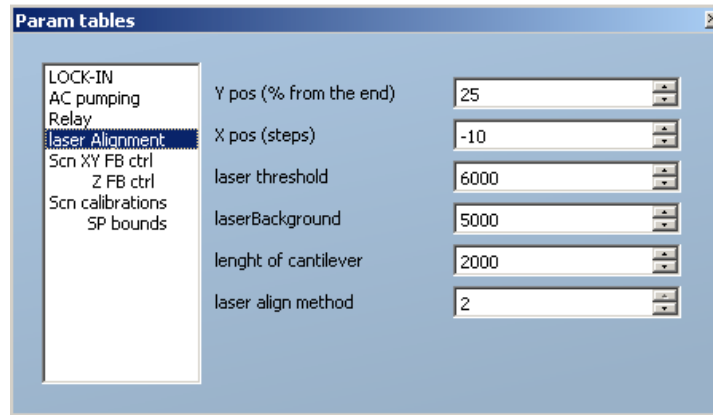 Param tables
LOCK-IN
AC pumping
Relay
laser Alignment
Scn XY FB ctrl
Z FB ctrl
Scn calibrations
SP bounds
Y pos (% from the end) 25
X pos (steps) -10
laser threshold 6000
laserBackground 5000
lenght of cantilever 2000
laser align method 2